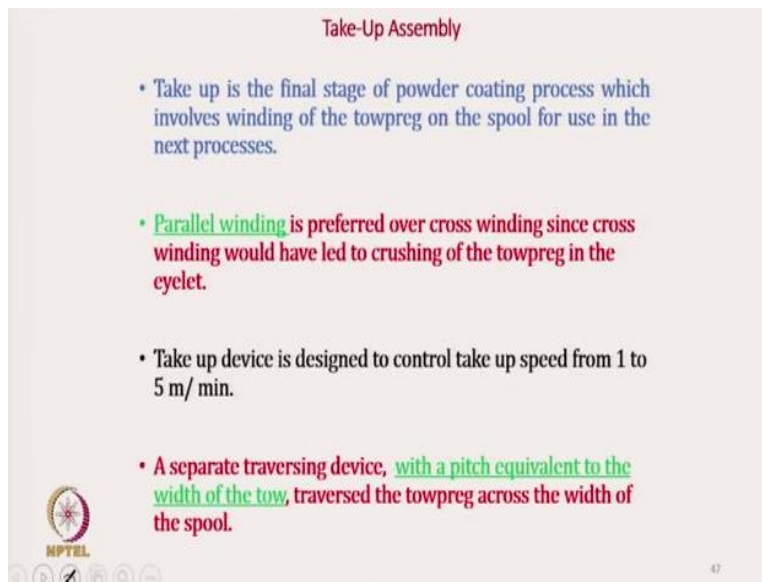 Take-Up Assembly
• Take up is the final stage of powder coating process which
involves winding of the towpreg on the spool for use in the
next processes.
• Parallel winding is preferred over cross winding since cross
winding would have led to crushing of the towpreg in the
eyelet.
• Take up device is designed to control take up speed from 1 to
5 m/ min.
• A separate traversing device, with a pitch equivalent to the
width of the tow, traversed the towpreg across the width of
the spool.
NPTEL
47